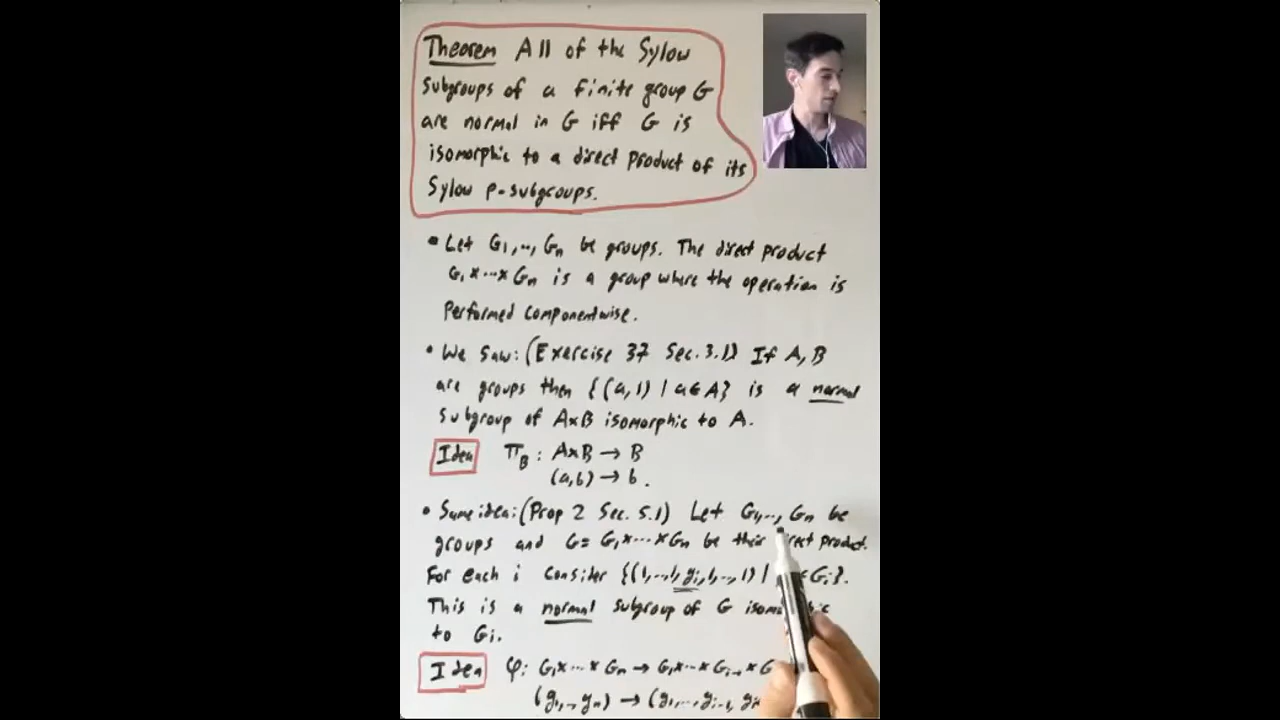 Theorem All of the Sylow
subgroups of a finite group G
are normal in G iff G is
isomorphic to a direct product of its
Sylow p-subgroups.
• Let G₁,..,Gₙ be groups. The direct product
G₁×···×Gₙ is a group where the operation is
performed componentwise.
• We saw: (Exercise 37 Sec. 3.1) If A, B
are groups then {(a,1) | a∈A} is a normal
subgroup of A×B isomorphic to A.
Idea π_B : A×B → B
(a,b) → b.
• Same idea: (Prop 2 Sec. 5.1) Let G₁,..,Gₙ be
groups and G = G₁×···×Gₙ be their direct product.
For each i consider {(1,..,1,gᵢ,1,..,1) | Gᵢ}.
This is a normal subgroup of G
to Gᵢ.
Idea φ: G₁×···×Gₙ → G₁×···×Gᵢ₋₁×G
(g₁,..,gₙ) → (g₁,...,gᵢ₋₁,